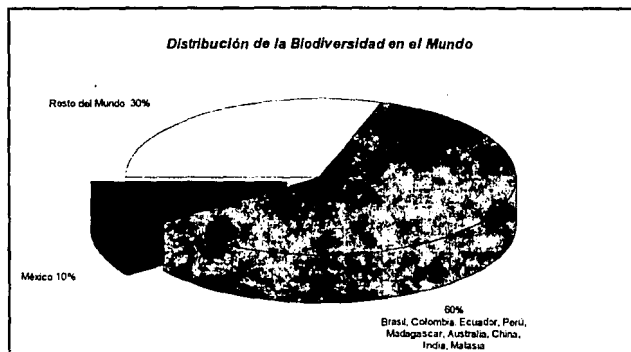 Distribución de la Biodiversidad en el Mundo
Rosto del Mundo 30%
México 10%
60%
Brasil, Colombia. Ecuador, Perú,
Madagascar, Australia, China,
India, Malasia